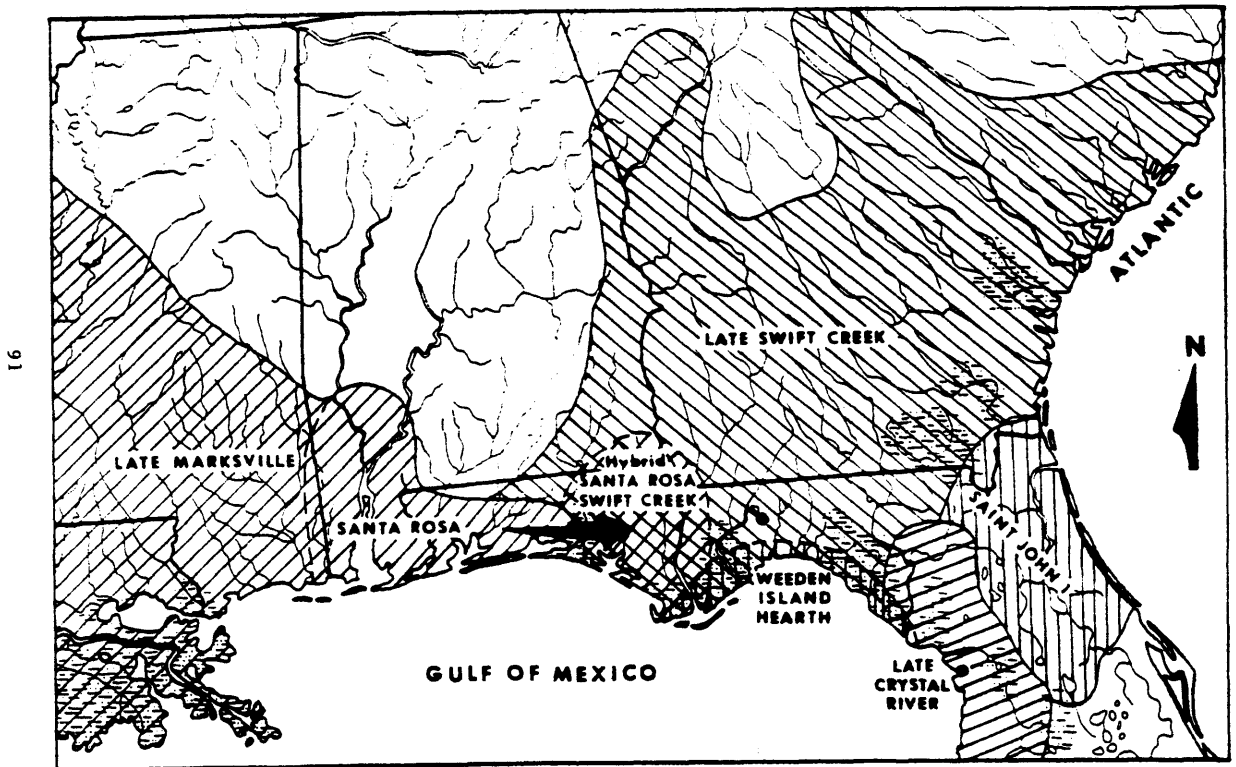 ATLANTIC
91
LATE SWIFT CREEK
N
LATE MARKSVILLE
Hybrid
SANTA ROSA
SWIFT CREEK
SANTA ROSA
SAINT JOHN I
WEEDEN
ISLAND
HEARTH
GULF OF MEXICO
LATE
CRYSTAL
RIVER